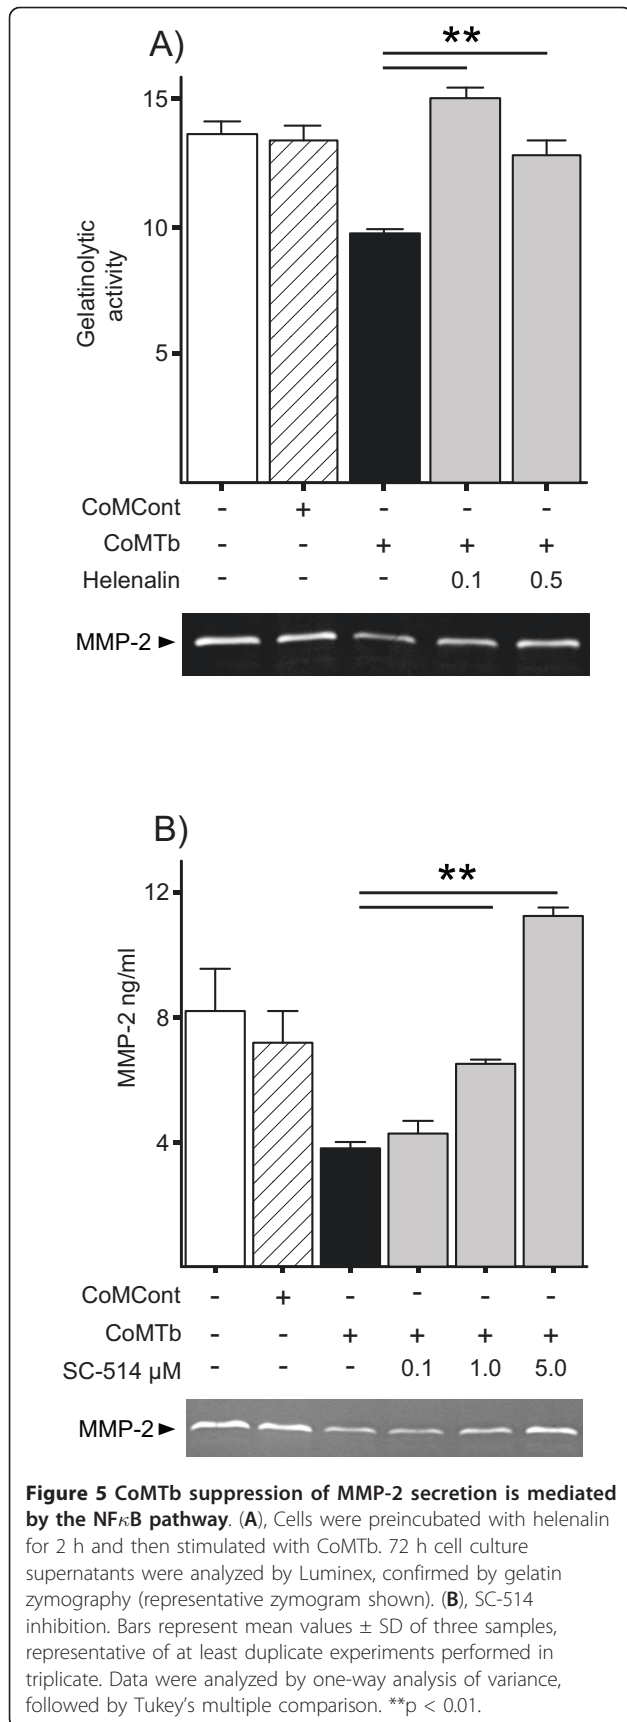 A)
**
15
10
5
Gelatinolytic
activity
CoMCont - + - - -
CoMTb - - + + +
Helenalin - - - 0.1 0.5
MMP-2 ►
B)
**
12
8
4
MMP-2 ng/ml
CoMCont - + - - - -
CoMTb - - + + + +
SC-514 µM - - - 0.1 1.0 5.0
MMP-2 ►
Figure 5 CoMTb suppression of MMP-2 secretion is mediated
by the NFκB pathway. (A), Cells were preincubated with helenalin
for 2 h and then stimulated with CoMTb. 72 h cell culture
supernatants were analyzed by Luminex, confirmed by gelatin
zymography (representative zymogram shown). (B), SC-514
inhibition. Bars represent mean values ± SD of three samples,
representative of at least duplicate experiments performed in
triplicate. Data were analyzed by one-way analysis of variance,
followed by Tukey's multiple comparison. **p < 0.01.